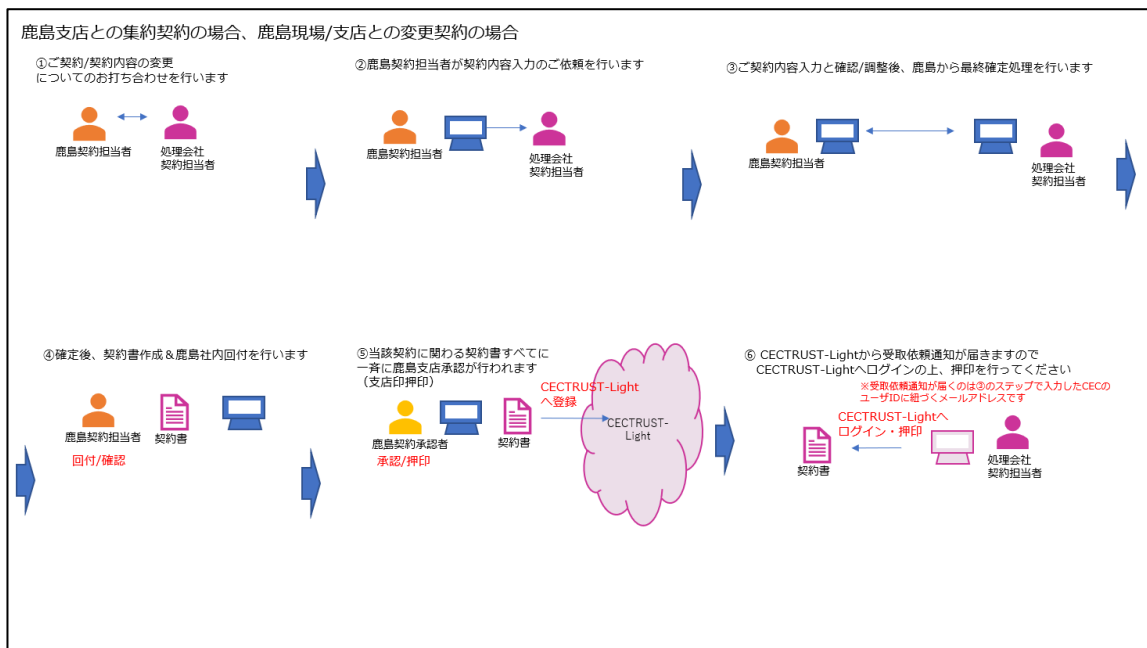 鹿島支店との集約契約の場合、鹿島現場/支店との変更契約の場合
①ご契約/契約内容の変更
についてのお打ち合わせを行います
鹿島契約担当者
処理会社
契約担当者
②鹿島契約担当者が契約内容入力のご依頼を行います
鹿島契約担当者
処理会社
契約担当者
③ご契約内容入力と確認/調整後、鹿島から最終確定処理を行います
鹿島契約担当者
処理会社
契約担当者
④確定後、契約書作成＆鹿島社内回付を行います
鹿島契約担当者
契約書
回付/確認
⑤当該契約に関わる契約書すべてに
一斉に鹿島支店承認が行われます
（支店印押印）
CECTRUST-Light
へ登録
鹿島契約承認者
契約書
承認/押印
CECTRUST-
Light
⑥ CECTRUST-Lightから受取依頼通知が届きますので
CECTRUST-Lightへログインの上、押印を行ってください
※受取依頼通知が届くのは③のステップで入力したCECの
ユーザIDに紐づくメールアドレスです
CECTRUST-Lightへ
ログイン・押印
契約書
処理会社
契約担当者